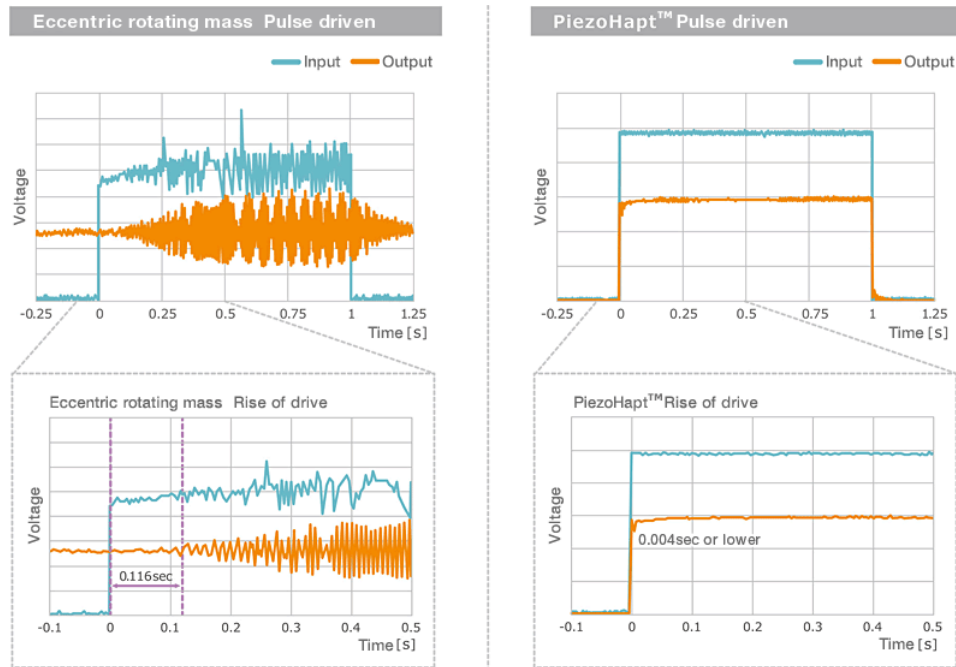 Eccentric rotating mass Pulse driven
Input Output
Voltage
-0.25 0 0.25 0.5 0.75 1 1.25
Time [s]
Eccentric rotating mass Rise of drive
Voltage
0.116sec
-0.1 0 0.1 0.2 0.3 0.4 0.5
Time [s]
PiezoHapt™ Pulse driven
Input Output
Voltage
-0.25 0 0.25 0.5 0.75 1 1.25
Time [s]
PiezoHapt™ Rise of drive
Voltage
0.004sec or lower
-0.1 0 0.1 0.2 0.3 0.4 0.5
Time [s]